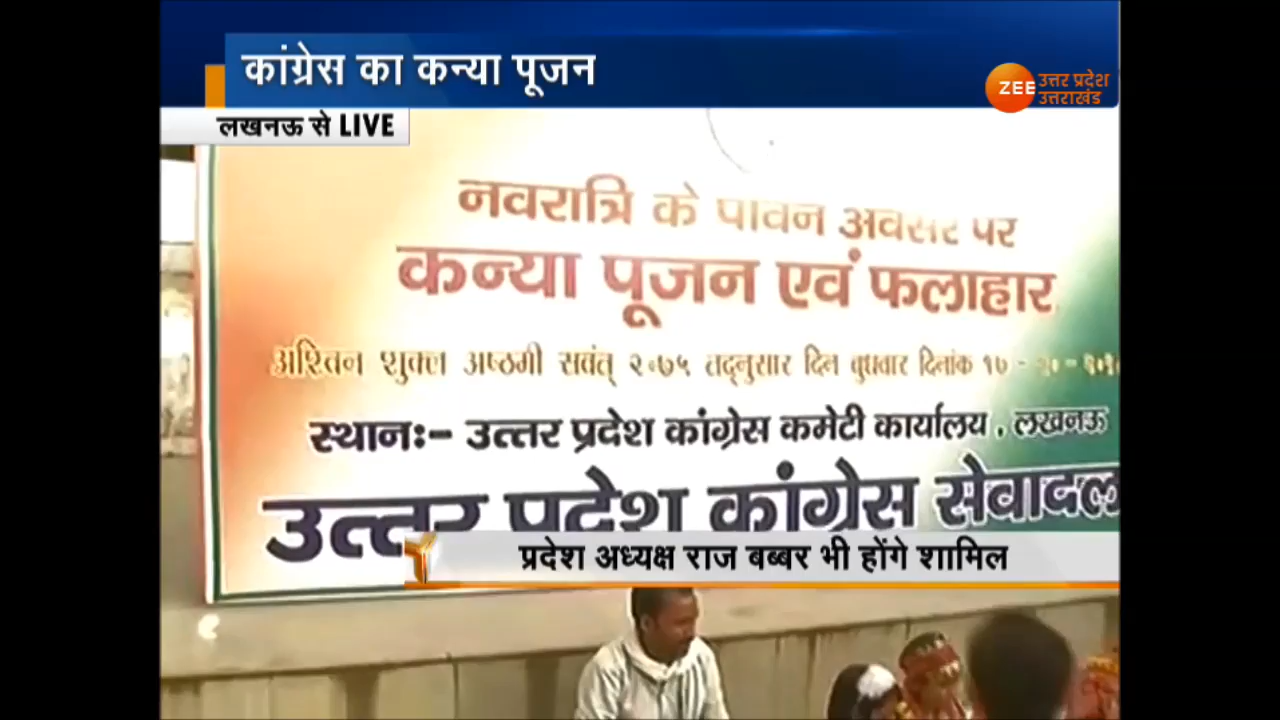 कांग्रेस का कन्या पूजन
ZEE उत्तर प्रदेश
उत्तराखंड
लखनऊ से LIVE
नवरात्रि के पावन अवसर पर
कन्या पूजन एवं फलाहार
अश्विन शुक्ल अष्ठमी सवंत् २०७५ तद्नुसार दिन बुधवार दिनांक १७ -
स्थानः- उत्तर प्रदेश कांग्रेस कमेटी कार्यालय . लखनऊ
उत्तर प्रदेश कांग्रेस सेवादल
प्रदेश अध्यक्ष राज बब्बर भी होंगे शामिल